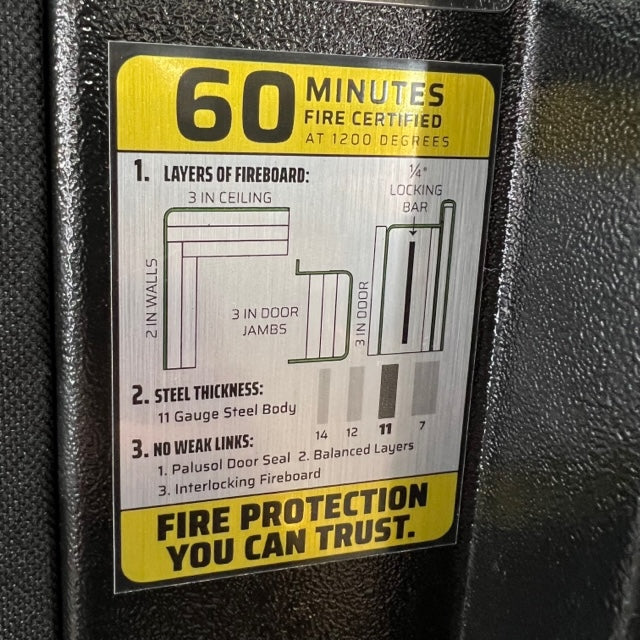 60 MINUTES
FIRE CERTIFIED
AT 1200 DEGREES
1. LAYERS OF FIREBOARD:
3 IN CEILING
1/4"
LOCKING
BAR
2 IN WALLS
3 IN DOOR
JAMBS
3 IN DOOR
2. STEEL THICKNESS:
11 Gauge Steel Body
14 12 11 7
3. NO WEAK LINKS:
1. Palusol Door Seal 2. Balanced Layers
3. Interlocking Fireboard
FIRE PROTECTION
YOU CAN TRUST.